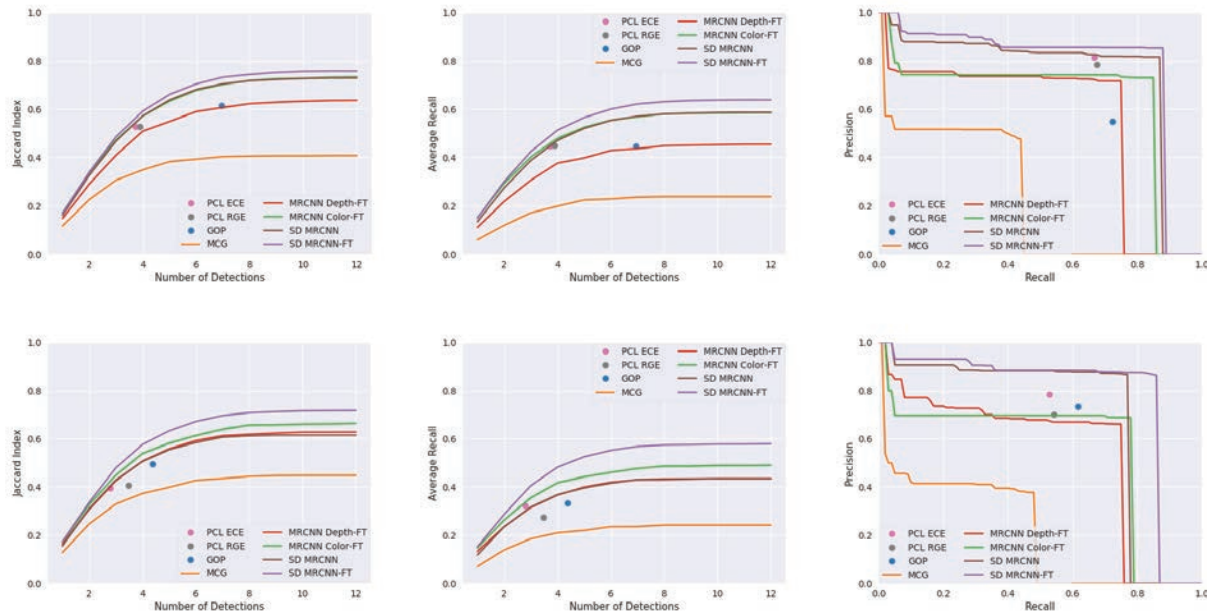 1.0
0.8
0.6
0.4
0.2
0.0
Jaccard Index
2 4 6 8 10 12
Number of Detections
PCL ECE
PCL RGE
GOP
MCG
MRCNN Depth-FT
MRCNN Color-FT
SD MRCNN
SD MRCNN-FT
1.0
0.8
0.6
0.4
0.2
0.0
Average Recall
2 4 6 8 10 12
Number of Detections
PCL ECE
PCL RGE
GOP
MCG
MRCNN Depth-FT
MRCNN Color-FT
SD MRCNN
SD MRCNN-FT
1.0
0.8
0.6
0.4
0.2
0.0
Precision
0.0 0.2 0.4 0.6 0.8 1.0
Recall
PCL ECE
PCL RGE
GOP
MCG
MRCNN Depth-FT
MRCNN Color-FT
SD MRCNN
SD MRCNN-FT
1.0
0.8
0.6
0.4
0.2
0.0
Jaccard Index
2 4 6 8 10 12
Number of Detections
PCL ECE
PCL RGE
GOP
MCG
MRCNN Depth-FT
MRCNN Color-FT
SD MRCNN
SD MRCNN-FT
1.0
0.8
0.6
0.4
0.2
0.0
Average Recall
2 4 6 8 10 12
Number of Detections
PCL ECE
PCL RGE
GOP
MCG
MRCNN Depth-FT
MRCNN Color-FT
SD MRCNN
SD MRCNN-FT
1.0
0.8
0.6
0.4
0.2
0.0
Precision
0.0 0.2 0.4 0.6 0.8 1.0
Recall
PCL ECE
PCL RGE
GOP
MCG
MRCNN Depth-FT
MRCNN Color-FT
SD MRCNN
SD MRCNN-FT